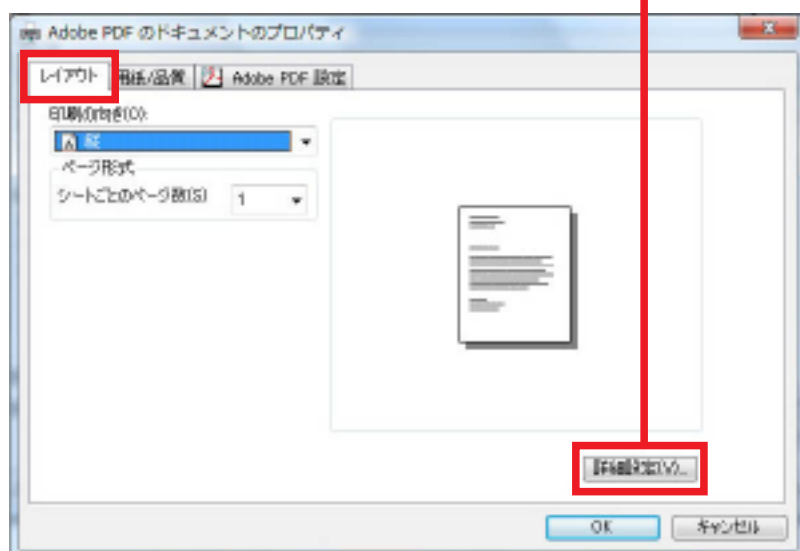 Adobe PDF のドキュメントのプロパティ
レイアウト 用紙/品質 Adobe PDF 設定
印刷の向き(O):
縦
ページ形式
シートごとのページ数(S) 1
詳細設定(V)...
OK キャンセル